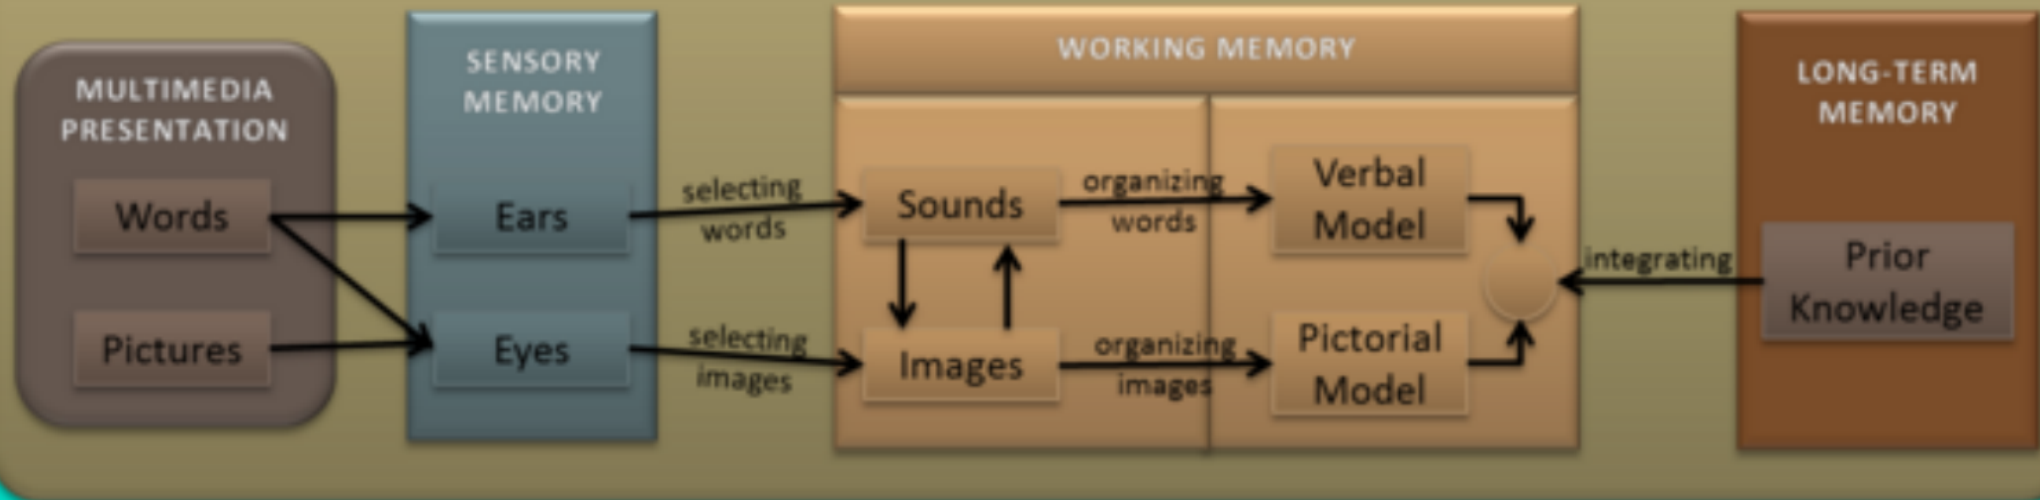 MULTIMEDIA
PRESENTATION
Words
Pictures
SENSORY
MEMORY
Ears
Eyes
selecting
words
selecting
images
WORKING MEMORY
Sounds
Images
organizing
words
organizing
images
Verbal
Model
Pictorial
Model
integrating
LONG-TERM
MEMORY
Prior
Knowledge